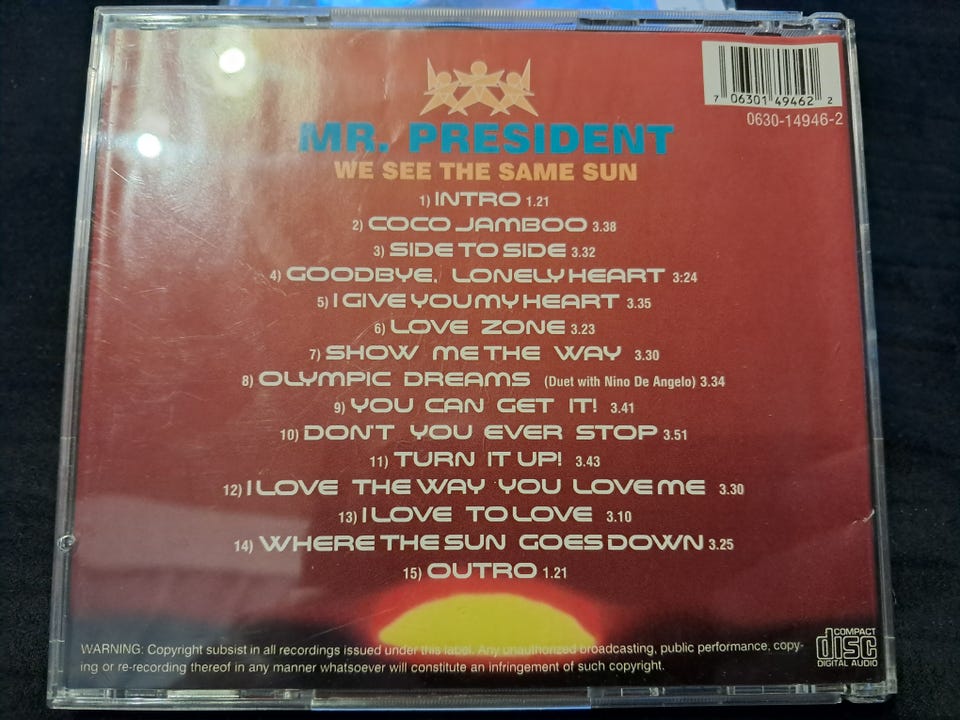 7 06301 49462 2
0630-14946-2
MR. PRESIDENT
WE SEE THE SAME SUN
1) INTRO 1.21
2) COCO JAMBOO 3.38
3) SIDE TO SIDE 3.32
4) GOODBYE, LONELY HEART 3:24
5) I GIVE YOU MY HEART 3.35
6) LOVE ZONE 3.23
7) SHOW ME THE WAY 3.30
8) OLYMPIC DREAMS (Duet with Nino De Angelo) 3.34
9) YOU CAN GET IT! 3.41
10) DON'T YOU EVER STOP 3.51
11) TURN IT UP! 3.43
12) I LOVE THE WAY YOU LOVE ME 3.30
13) I LOVE TO LOVE 3.10
14) WHERE THE SUN GOES DOWN 3.25
15) OUTRO 1.21
WARNING: Copyright subsist in all recordings issued under this label. Any unauthorized broadcasting, public performance, copy-
ing or re-recording thereof in any manner whatsoever will constitute an infringement of such copyright.
COMPACT
disc
DIGITAL AUDIO